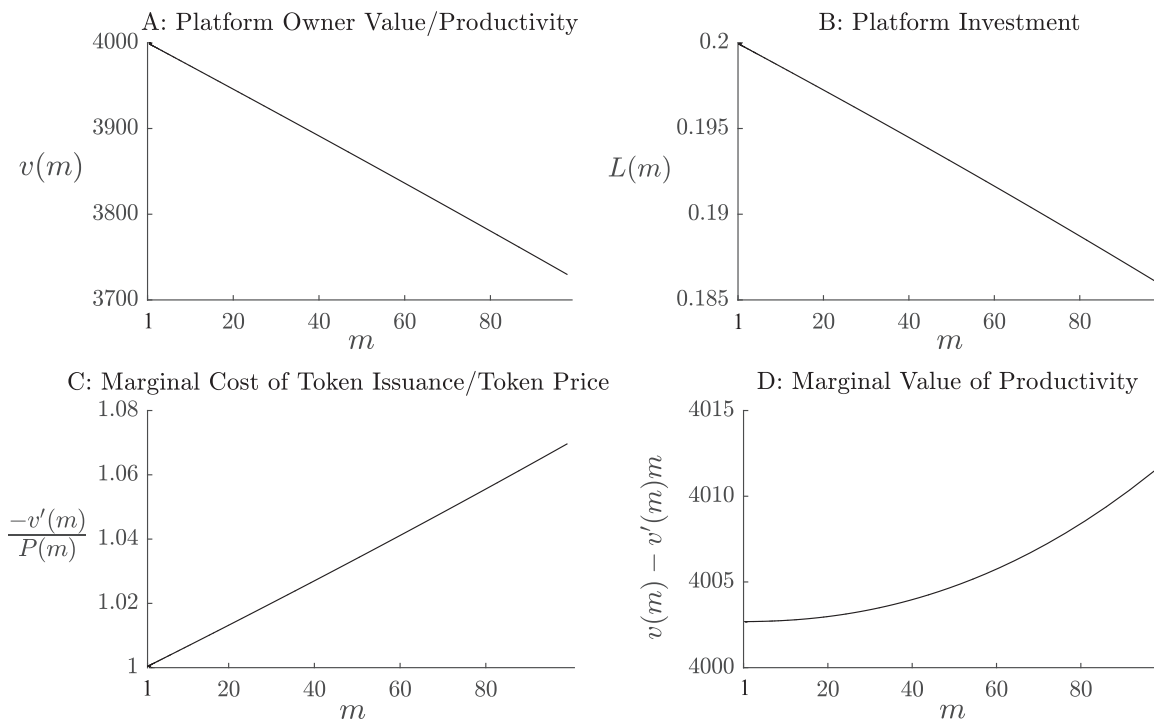 A: Platform Owner Value/Productivity
4000
3900
v(m)
3800
3700
1 20 40 60 80
m
B: Platform Investment
0.2
0.195
L(m)
0.19
0.185
1 20 40 60 80
m
C: Marginal Cost of Token Issuance/Token Price
1.08
1.06
1.04
−v′(m)
P(m)
1.02
1
1 20 40 60 80
m
D: Marginal Value of Productivity
4015
4010
v(m) − v′(m)m
4005
4000
1 20 40 60 80
m